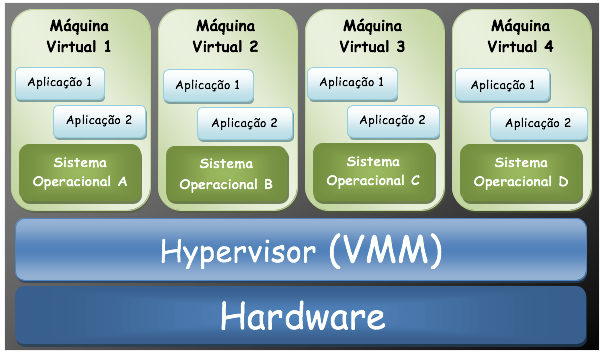 Máquina
Virtual 1
Aplicação 1
Aplicação 2
Sistema
Operacional A
Máquina
Virtual 2
Aplicação 1
Aplicação 2
Sistema
Operacional B
Máquina
Virtual 3
Aplicação 1
Aplicação 2
Sistema
Operacional C
Máquina
Virtual 4
Aplicação 1
Aplicação 2
Sistema
Operacional D
Hypervisor (VMM)
Hardware